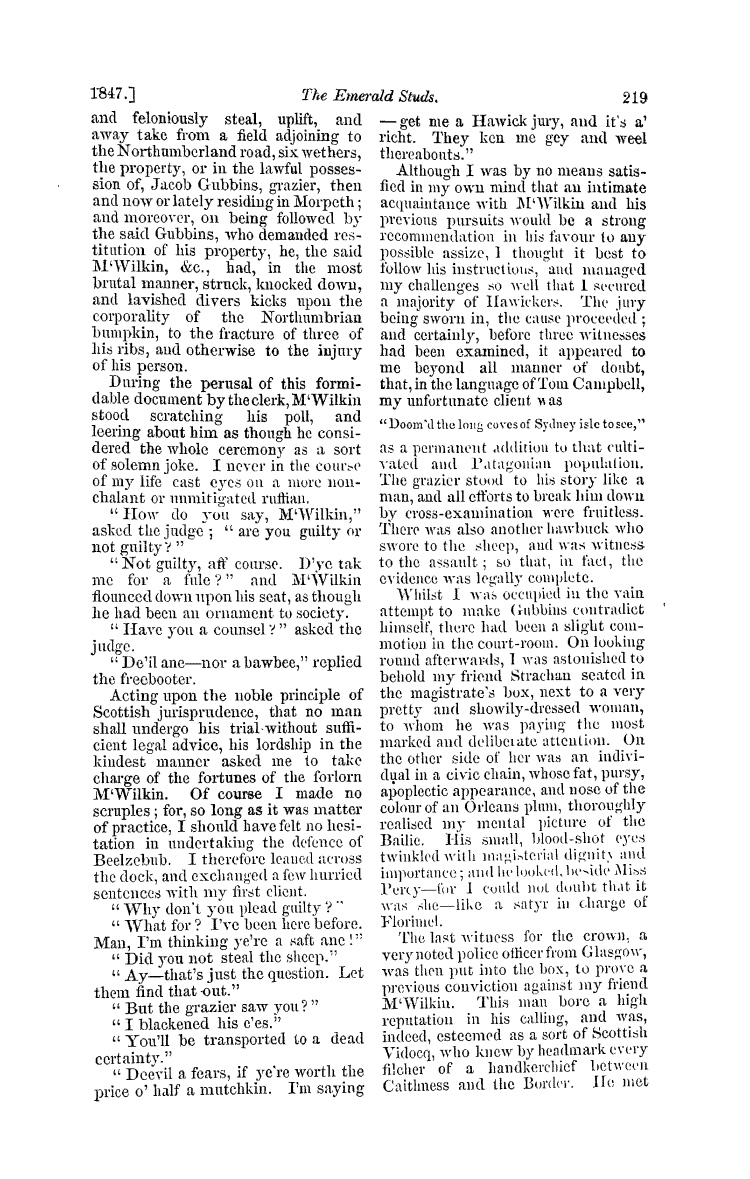 1847.] The Emerald Studs. 219
and feloniously steal, uplift, and
away take from a field adjoining to
the Northumberland road, six wethers,
the property, or in the lawful posses-
sion of, Jacob Gubbins, grazier, then
and now or lately residing in Morpeth;
and moreover, on being followed by
the said Gubbins, who demanded res-
titution of his property, he, the said
M‘Wilkin, &c., had, in the most
brutal manner, struck, knocked down,
and lavished divers kicks upon the
corporality of the Northumbrian
bumpkin, to the fracture of three of
his ribs, and otherwise to the injury
of his person.
During the perusal of this formi-
dable document by the clerk, M‘Wilkin
stood scratching his poll, and
leering about him as though he consi-
dered the whole ceremony as a sort
of solemn joke. I never in the course
of my life cast eyes on a more non-
chalant or unmitigated ruffian.
“How do you say, M‘Wilkin,”
asked the judge; “are you guilty or
not guilty?”
“Not guilty, aff course. D'ye tak
me for a fule?” and M‘Wilkin
flounced down upon his seat, as though
he had been an ornament to society.
“Have you a counsel?” asked the
judge.
“De'il ane—nor a bawbee,” replied
the freebooter.
Acting upon the noble principle of
Scottish jurisprudence, that no man
shall undergo his trial without suffi-
cient legal advice, his lordship in the
kindest manner asked me to take
charge of the fortunes of the forlorn
M‘Wilkin. Of course I made no
scruples; for, so long as it was matter
of practice, I should have felt no hesi-
tation in undertaking the defence of
Beelzebub. I therefore leaned across
the dock, and exchanged a few hurried
sentences with my first client.
“Why don't you plead guilty?”
“What for? I've been here before.
Man, I'm thinking ye're a saft ane!”
“Did you not steal the sheep.”
“Ay—that's just the question. Let
them find that out.”
“But the grazier saw you?”
“I blackened his e'es.”
“You'll be transported to a dead
certainty.”
“Deevil a fears, if ye're worth the
price o' half a mutchkin. I'm saying
—get me a Hawick jury, and it's a'
richt. They ken me gey and weel
thereabouts.”
Although I was by no means satis-
fied in my own mind that an intimate
acquaintance with M‘Wilkin and his
previous pursuits would be a strong
recommendation in his favour to any
possible assize, I thought it best to
follow his instructions, and managed
my challenges so well that I secured
a majority of Hawickers. The jury
being sworn in, the cause proceeded;
and certainly, before three witnesses
had been examined, it appeared to
me beyond all manner of doubt,
that, in the language of Tom Campbell,
my unfortunate client was
“Doom'd the long coves of Sydney isle to see,”
as a permanent addition to that culti-
vated and Patagonian population.
The grazier stood to his story like a
man, and all efforts to break him down
by cross-examination were fruitless.
There was also another hawbuck who
swore to the sheep, and was witness
to the assault; so that, in fact, the
evidence was legally complete.
Whilst I was occupied in the vain
attempt to make Gubbins contradict
himself, there had been a slight com-
motion in the court-room. On looking
round afterwards, I was astonished to
behold my friend Strachan seated in
the magistrate's box, next to a very
pretty and showily-dressed woman,
to whom he was paying the most
marked and deliberate attention. On
the other side of her was an indivi-
dual in a civic chain, whose fat, pursy,
apoplectic appearance, and nose of the
colour of an Orleans plum, thoroughly
realised my mental picture of the
Bailie. His small, blood-shot eyes
twinkled with magisterial dignity and
importance; and he looked, beside Miss
Percy—for I could not doubt that it
was she—like a satyr in charge of
Florimel.
The last witness for the crown, a
very noted police officer from Glasgow,
was then put into the box, to prove a
previous conviction against my friend
M‘Wilkin. This man bore a high
reputation in his calling, and was,
indeed, esteemed as a sort of Scottish
Vidocq, who knew by headmark every
filcher of a handkerchief between
Caithness and the Border. He met